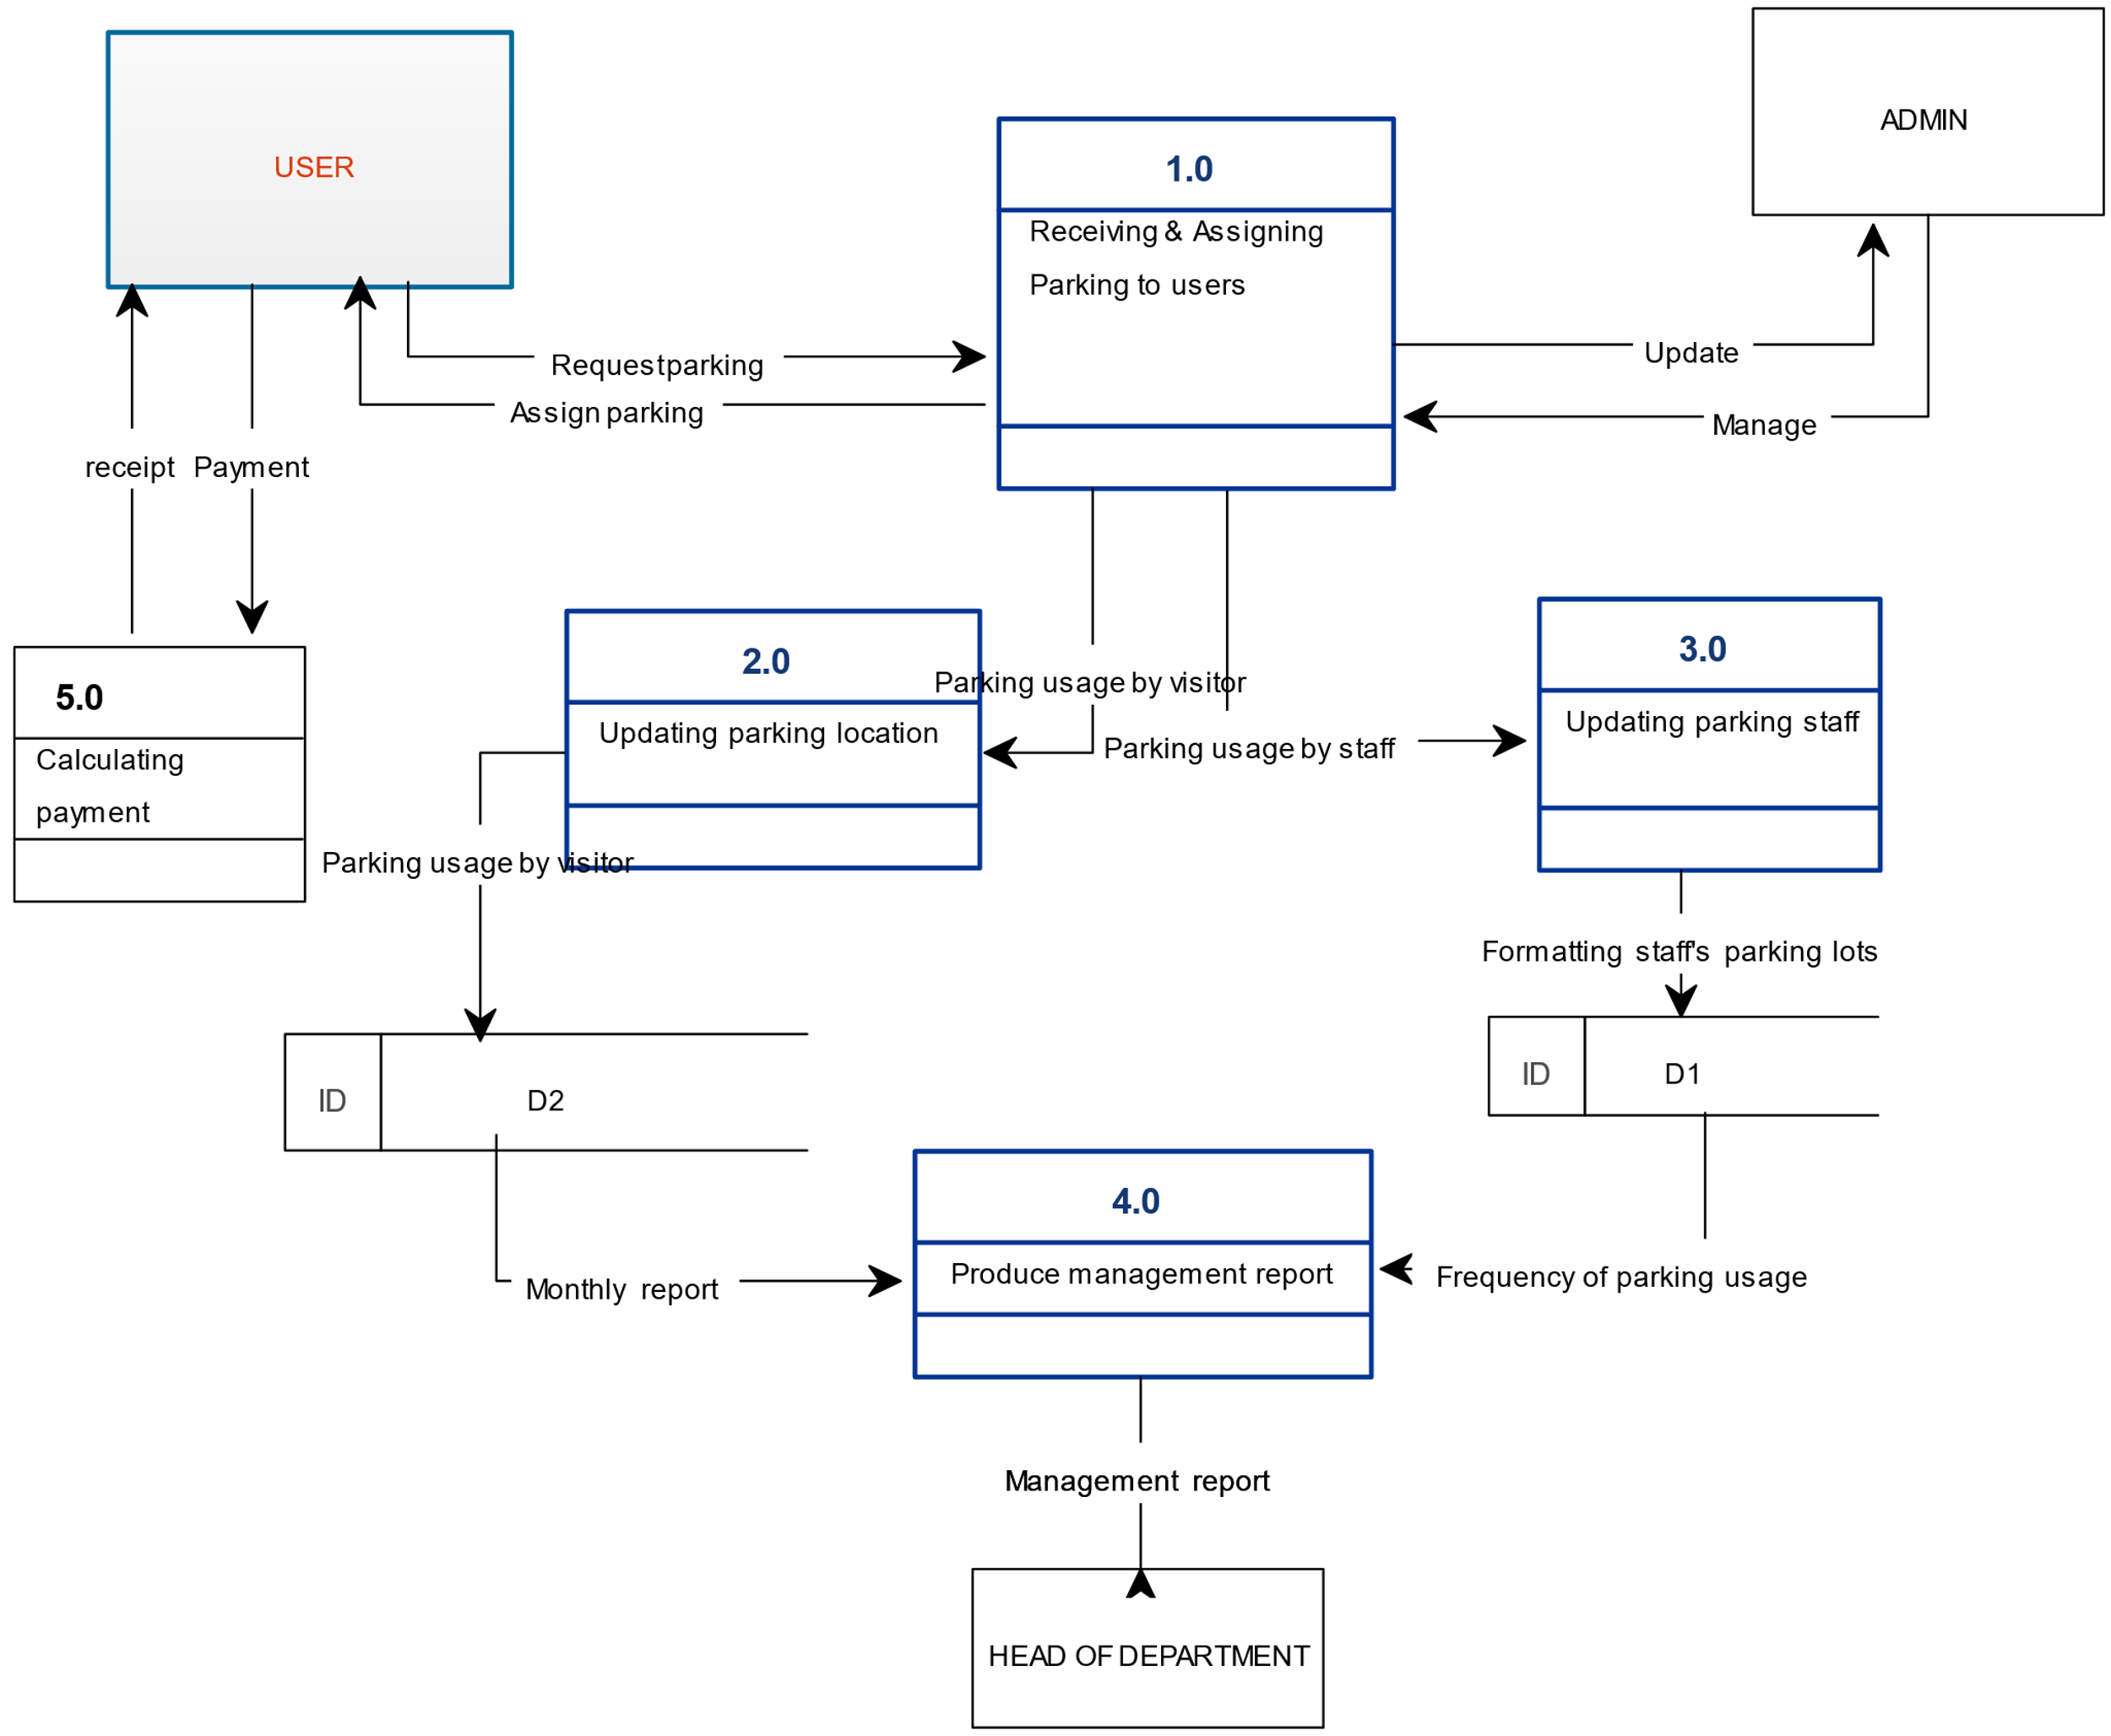 USER
ADMIN
1.0
Receiving & Assigning
Parking to users
Request parking
Assign parking
Update
Manage
receipt
Payment
5.0
Calculating
payment
2.0
Updating parking location
Parking usage by visitor
Parking usage by staff
3.0
Updating parking staff
Parking usage by visitor
Formatting staff's parking lots
ID
D2
ID
D1
4.0
Produce management report
Monthly report
Frequency of parking usage
Management report
HEAD OF DEPARTMENT